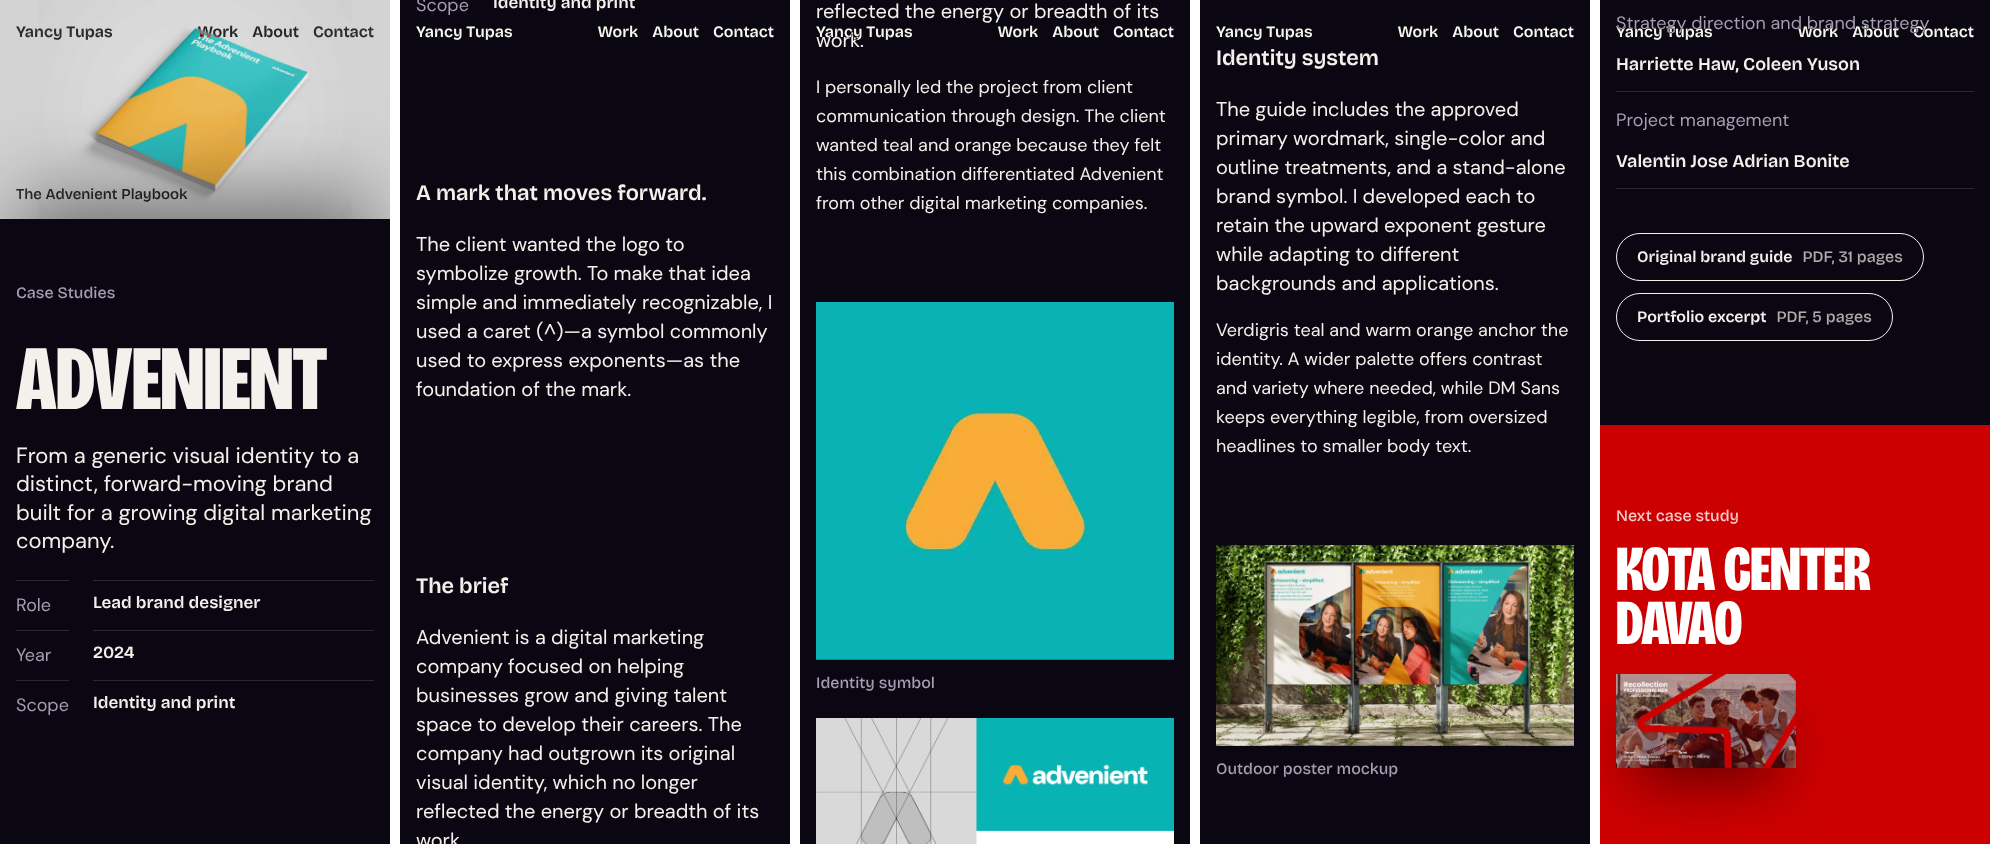 Yancy Tupas Work About Contact
The Advenient
Playbook
The Advenient Playbook
Case Studies
ADVENIENT
From a generic visual identity to a
distinct, forward-moving brand
built for a growing digital marketing
company.
Role Lead brand designer
Year 2024
Scope Identity and print
Scope Identity and print
Yancy Tupas Work About Contact
A mark that moves forward.
The client wanted the logo to
symbolize growth. To make that idea
simple and immediately recognizable, I
used a caret (^)—a symbol commonly
used to express exponents—as the
foundation of the mark.
The brief
Advenient is a digital marketing
company focused on helping
businesses grow and giving talent
space to develop their careers. The
company had outgrown its original
visual identity, which no longer
reflected the energy or breadth of its
work.
reflected the energy or breadth of its
Yancy Tupas Work About Contact
work.
I personally led the project from client
communication through design. The client
wanted teal and orange because they felt
this combination differentiated Advenient
from other digital marketing companies.
Identity symbol
advenient
Yancy Tupas Work About Contact
Identity system
The guide includes the approved
primary wordmark, single-color and
outline treatments, and a stand-alone
brand symbol. I developed each to
retain the upward exponent gesture
while adapting to different
backgrounds and applications.
Verdigris teal and warm orange anchor the
identity. A wider palette offers contrast
and variety where needed, while DM Sans
keeps everything legible, from oversized
headlines to smaller body text.
advenient
advenient
advenient
Outsourcing - simplified
Outdoor poster mockup
Strategy direction and brand strategy
Yancy Tupas Work About Contact
Harriette Haw, Coleen Yuson
Project management
Valentin Jose Adrian Bonite
Original brand guide PDF, 31 pages
Portfolio excerpt PDF, 5 pages
Next case study
KOTA CENTER
DAVAO
Recollection